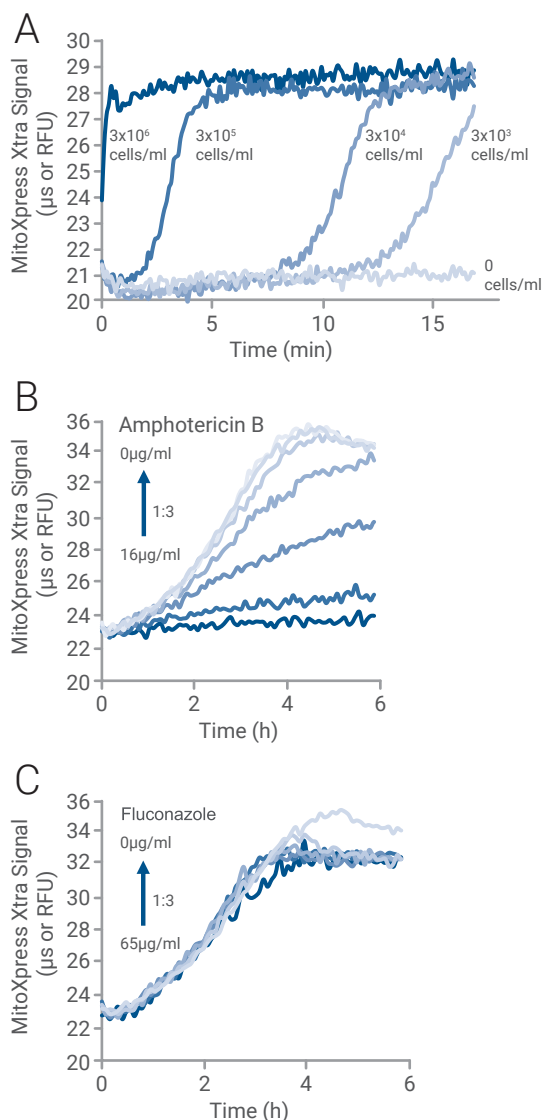 A
MitoXpress Xtra Signal
(µs or RFU)
30
29
28
27
26
25
24
23
22
21
20
3x10⁶
cells/ml
3x10⁵
cells/ml
3x10⁴
cells/ml
3x10³
cells/ml
0
cells/ml
0
5
10
15
Time (min)
B
MitoXpress Xtra Signal
(µs or RFU)
36
34
32
30
28
26
24
22
20
Amphotericin B
0µg/ml
1:3
16µg/ml
0
2
4
6
Time (h)
C
MitoXpress Xtra Signal
(µs or RFU)
36
34
32
30
28
26
24
22
20
Fluconazole
0µg/ml
1:3
65µg/ml
0
2
4
6
Time (h)